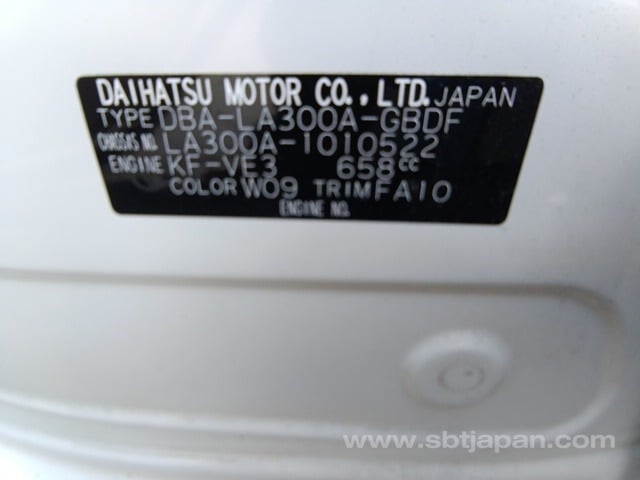 DAIHATSU MOTOR CO., LTD. JAPAN
TYPE DBA-LA300A-GBDF
CHASSIS NO. LA300A-1010522
ENGINE KF-VE3 658cc
COLOR W09 TRIM FA10
ENGINE NO.
www.sbtjapan.com